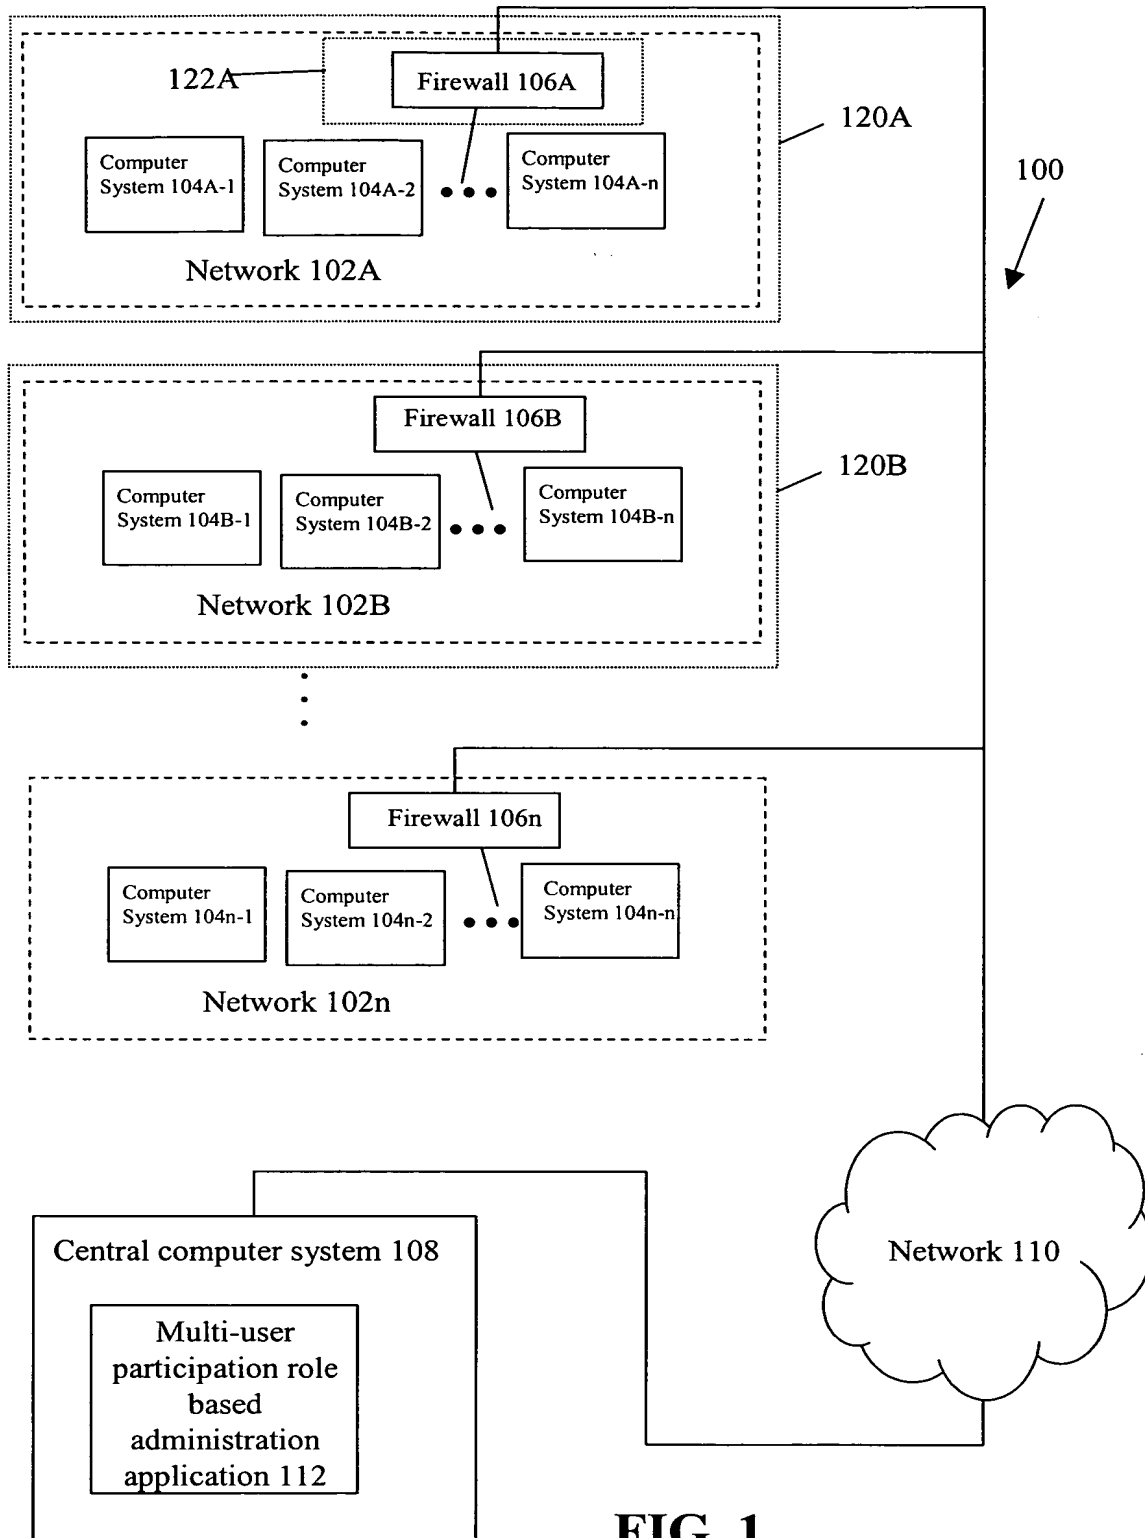 Firewall 106A
122A
120A
Computer
System 104A-1
Computer
System 104A-2
Computer
System 104A-n
100
Network 102A
Firewall 106B
120B
Computer
System 104B-1
Computer
System 104B-2
Computer
System 104B-n
Network 102B
Firewall 106n
Computer
System 104n-1
Computer
System 104n-2
Computer
System 104n-n
Network 102n
Network 110
Central computer system 108
Multi-user
participation role
based
administration
application 112
FIG. 1